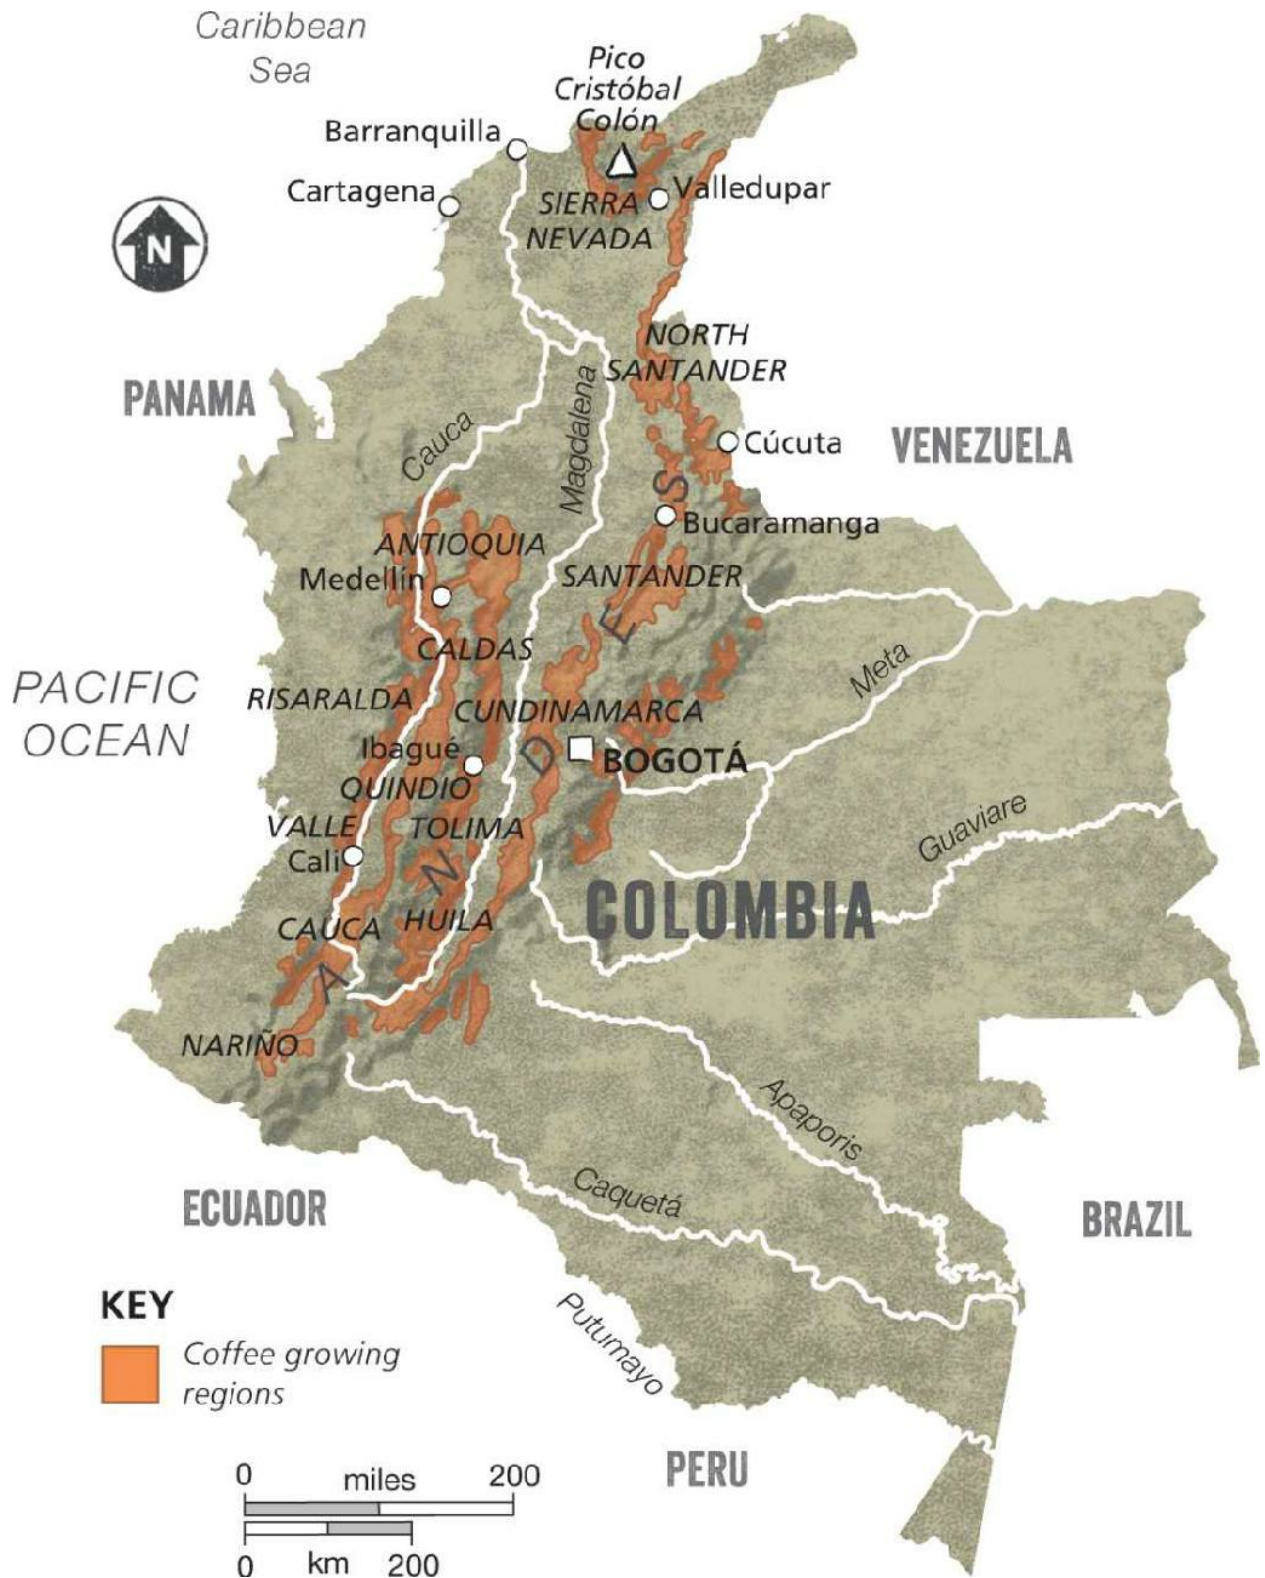 Caribbean
Sea
Pico
Cristóbal
Colón
Barranquilla
Cartagena
Valledupar
SIERRA
NEVADA
N
NORTH
SANTANDER
PANAMA
Cauca
Magdalena
Cúcuta
VENEZUELA
Bucaramanga
ANTIOQUIA
Medellín
SANTANDER
CALDAS
Meta
PACIFIC
OCEAN
RISARALDA
CUNDINAMARCA
Ibagué
BOGOTÁ
QUINDIO
VALLE
TOLIMA
Cali
Guaviare
COLOMBIA
CAUCA
HUILA
ANDES
NARIÑO
Apaporis
Caquetá
ECUADOR
BRAZIL
Putumayo
PERU
KEY
Coffee growing
regions
0 miles 200
0 km 200